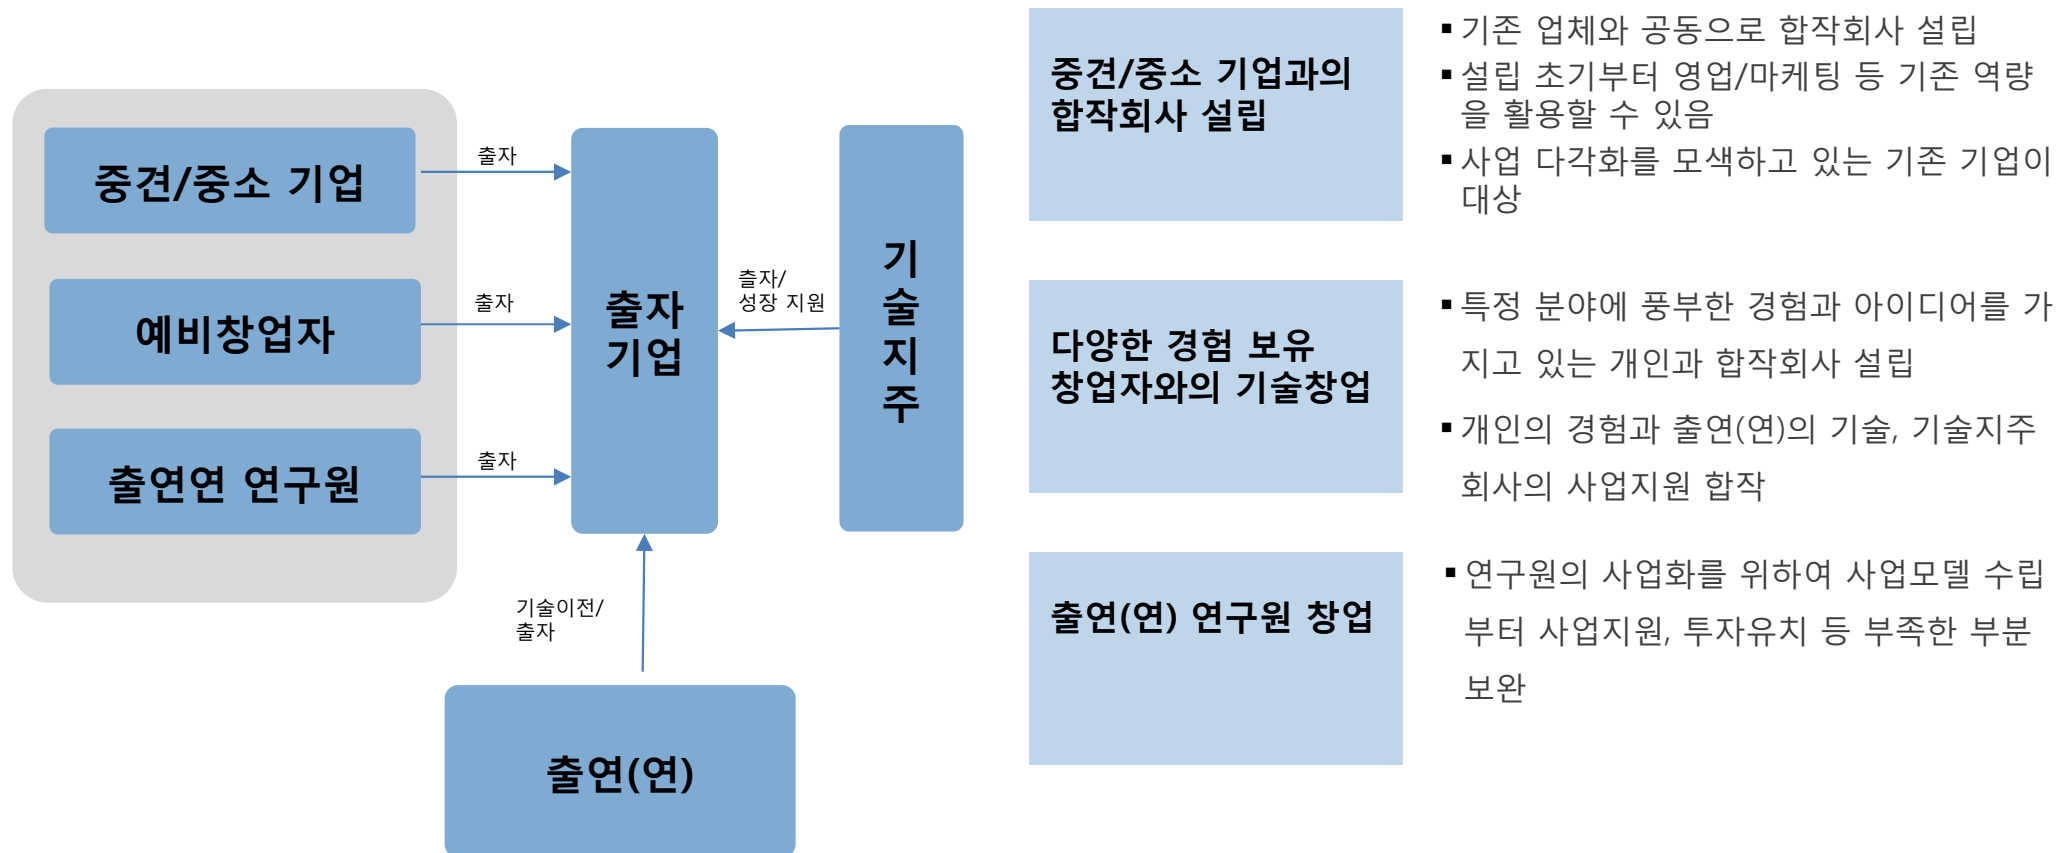 중견/중소 기업
예비창업자
출연연 연구원
출자
출자
출자
출자
기업
즐자/
성장 지원
기
술
지
주
기술이전/
출자
출연(연)
중견/중소 기업과의
합작회사 설립
▪ 기존 업체와 공동으로 합작회사 설립
▪ 설립 초기부터 영업/마케팅 등 기존 역량
을 활용할 수 있음
▪ 사업 다각화를 모색하고 있는 기존 기업이
대상
다양한 경험 보유
창업자와의 기술창업
▪ 특정 분야에 풍부한 경험과 아이디어를 가
지고 있는 개인과 합작회사 설립
▪ 개인의 경험과 출연(연)의 기술, 기술지주
회사의 사업지원 합작
출연(연) 연구원 창업
▪ 연구원의 사업화를 위하여 사업모델 수립
부터 사업지원, 투자유치 등 부족한 부분
보완